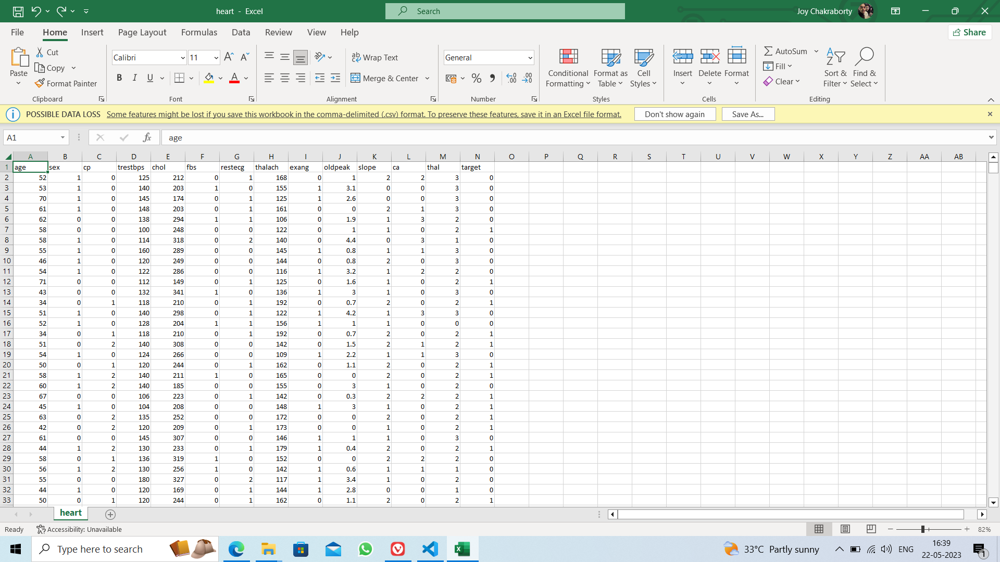 heart - Excel
Search
Joy Chakraborty
File Home Insert Page Layout Formulas Data Review View Help
Share
Paste
Cut
Copy
Format Painter
Clipboard
Calibri 11
B I U
Font
Wrap Text
Merge & Center
Alignment
General
Number
Conditional Formatting
Format as Table
Cell Styles
Styles
Insert Delete Format
Cells
AutoSum
Fill
Clear
Sort & Filter
Find & Select
Editing
POSSIBLE DATA LOSS Some features might be lost if you save this workbook in the comma-delimited (.csv) format. To preserve these features, save it in an Excel file format. Don't show again Save As...
A1 fx age
A B C D E F G H I J K L M N O P Q R S T U V W X Y Z AA AB
1 age sex cp trestbps chol fbs restecg thalach exang oldpeak slope ca thal target
2 52 1 0 125 212 0 1 168 0 1 2 2 3 0
3 53 1 0 140 203 1 0 155 1 3.1 0 0 3 0
4 70 1 0 145 174 0 1 125 1 2.6 0 0 3 0
5 61 1 0 148 203 0 1 161 0 0 2 1 3 0
6 62 0 0 138 294 1 1 106 0 1.9 1 3 2 0
7 58 0 0 100 248 0 0 122 0 1 1 0 2 1
8 58 1 0 114 318 0 2 140 0 4.4 0 3 1 0
9 55 1 0 160 289 0 0 145 1 0.8 1 1 3 0
10 46 1 0 120 249 0 0 144 0 0.8 2 0 3 0
11 54 1 0 122 286 0 0 116 1 3.2 1 2 2 0
12 71 0 0 112 149 0 1 125 0 1.6 1 0 2 1
13 43 0 0 132 341 1 0 136 1 3 1 0 3 0
14 34 0 1 118 210 0 1 192 0 0.7 2 0 2 1
15 51 1 0 140 298 0 1 122 1 4.2 1 3 3 0
16 52 1 0 128 204 1 1 156 1 1 1 0 0 0
17 34 0 1 118 210 0 1 192 0 0.7 2 0 2 1
18 51 0 2 140 308 0 0 142 0 1.5 2 1 2 1
19 54 1 0 124 266 0 0 109 1 2.2 1 1 3 0
20 50 0 1 120 244 0 1 162 0 1.1 2 0 2 1
21 58 1 2 140 211 1 0 165 0 0 2 0 2 1
22 60 1 2 140 185 0 0 155 0 3 1 0 2 0
23 67 0 0 106 223 0 1 142 0 0.3 2 2 2 1
24 45 1 0 104 208 0 0 148 1 3 1 0 2 1
25 63 0 2 135 252 0 0 172 0 0 2 0 2 1
26 42 0 2 120 209 0 1 173 0 0 1 0 2 1
27 61 0 0 145 307 0 0 146 1 1 1 0 3 0
28 44 1 2 130 233 0 1 179 1 0.4 2 0 2 1
29 58 0 1 136 319 1 0 152 0 0 2 2 2 0
30 56 1 2 130 256 1 0 142 1 0.6 1 1 1 0
31 55 0 0 180 327 0 2 117 1 3.4 1 0 2 0
32 44 1 0 120 169 0 1 144 1 2.8 0 0 1 0
33 50 0 1 120 244 0 1 162 0 1.1 2 0 2 1
heart
Ready Accessibility: Unavailable 82%
Type here to search
33°C Partly sunny
ENG
16:39
22-05-2023
1